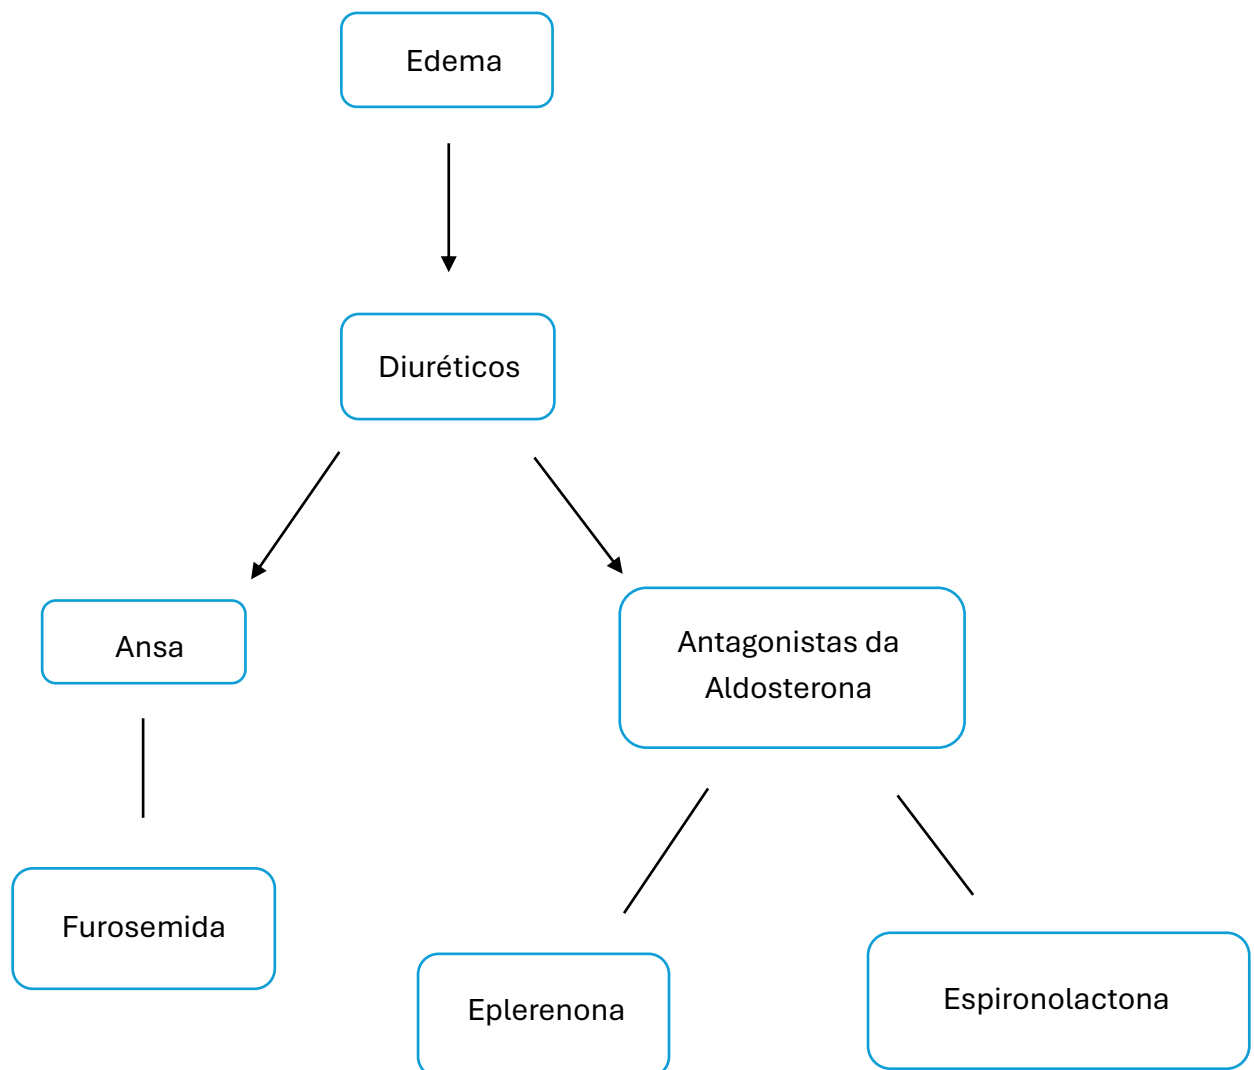 Edema
Diuréticos
Ansa
Antagonistas da
Aldosterona
Furosemida
Eplerenona
Espironolactona